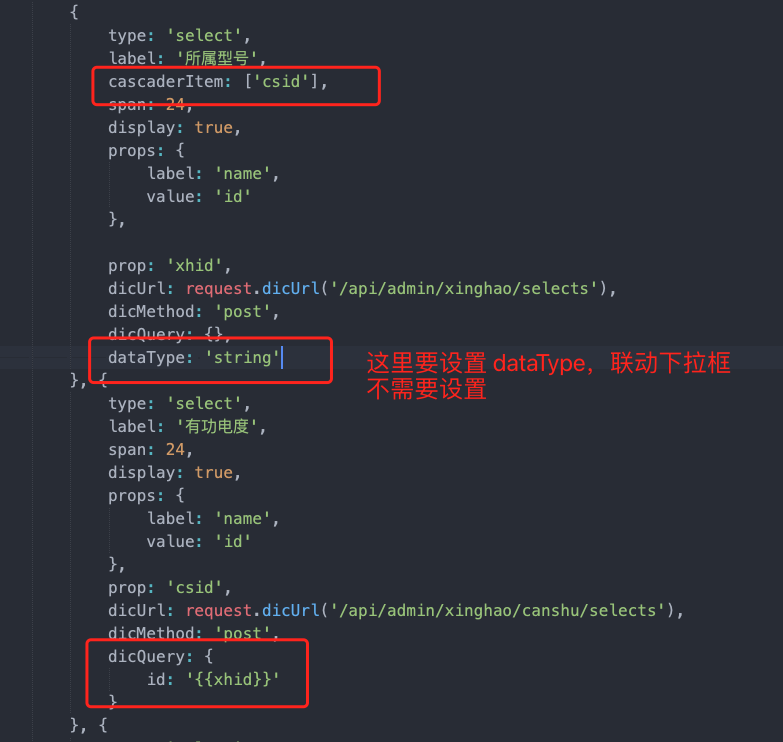 {
type: 'select',
label: '所属型号',
cascaderItem: ['csid'],
span: 24,
display: true,
props: {
label: 'name',
value: 'id'
},
prop: 'xhid',
dicUrl: request.dicUrl('/api/admin/xinghao/selects'),
dicMethod: 'post',
dicQuery: {},
dataType: 'string'
这里要设置 dataType，联动下拉框
不需要设置
}, {
type: 'select',
label: '有功电度',
span: 24,
display: true,
props: {
label: 'name',
value: 'id'
},
prop: 'csid',
dicUrl: request.dicUrl('/api/admin/xinghao/canshu/selects'),
dicMethod: 'post',
dicQuery: {
id: '{{xhid}}'
}
}, {